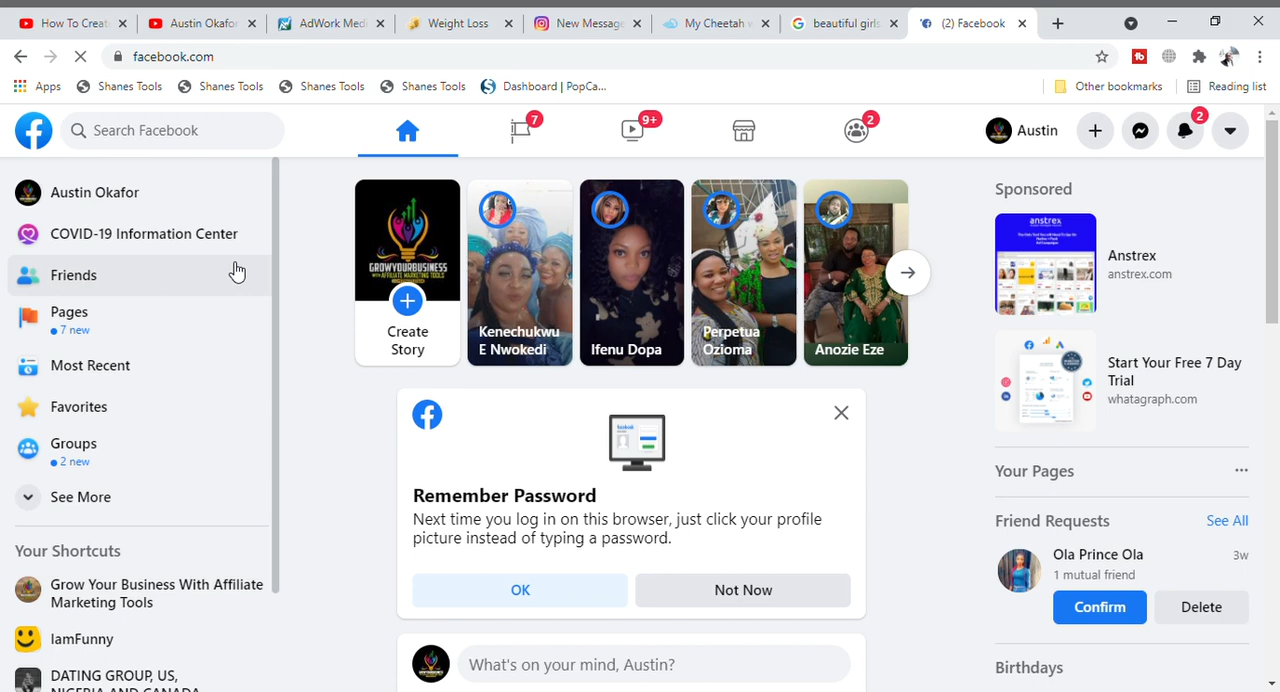 How To Create
Austin Okafor
AdWork Med
Weight Loss
New Message
My Cheetah
beautiful girls
(2) Facebook
facebook.com
Apps
Shanes Tools
Shanes Tools
Shanes Tools
Shanes Tools
Dashboard | PopCa...
Other bookmarks
Reading list
Search Facebook
7
9+
2
Austin
2
Austin Okafor
COVID-19 Information Center
Friends
Pages
7 new
Most Recent
Favorites
Groups
2 new
See More
Your Shortcuts
Grow Your Business With Affiliate
Marketing Tools
IamFunny
DATING GROUP, US,
NIGERIA AND CANADA
GROWYOURBUSINESS
Create
Story
Kenechukwu
E Nwokedi
Ifenu Dopa
Perpetua
Ozioma
Anozie Eze
Remember Password
Next time you log in on this browser, just click your profile
picture instead of typing a password.
OK
Not Now
What's on your mind, Austin?
Sponsored
anstrex
Anstrex
anstrex.com
Start Your Free 7 Day
Trial
whatagraph.com
Your Pages
Friend Requests
See All
Ola Prince Ola
3w
1 mutual friend
Confirm
Delete
Birthdays